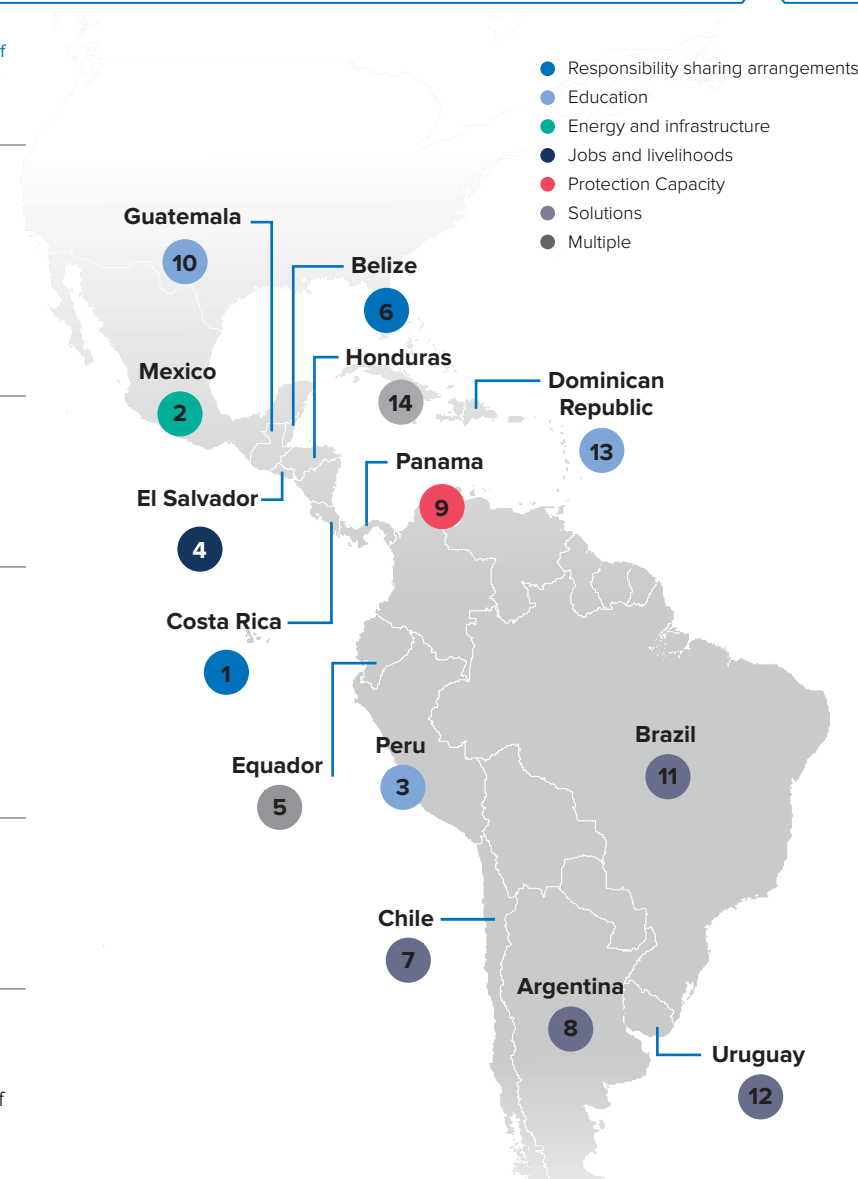 f
Responsibility sharing arrangements
Education
Energy and infrastructure
Jobs and livelihoods
Protection Capacity
Solutions
Multiple
Guatemala
10
Belize
6
Honduras
14
Mexico
2
Dominican
Republic
13
Panama
9
El Salvador
4
Costa Rica
1
Brazil
11
Peru
3
Equador
5
Chile
7
Argentina
8
Uruguay
12
f